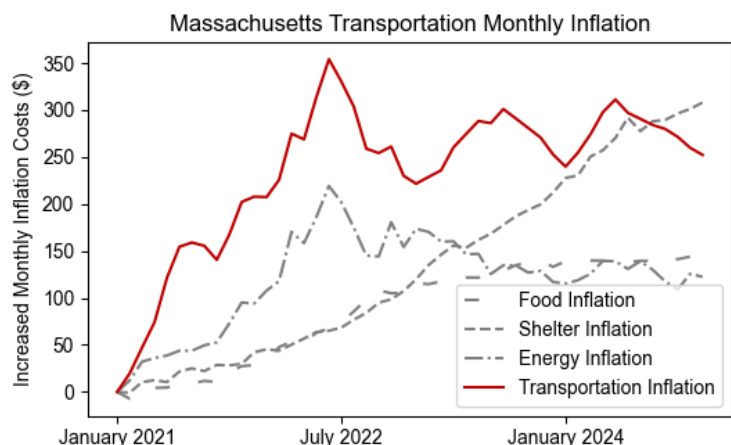 Massachusetts Transportation Monthly Inflation
Increased Monthly Inflation Costs ($)
350
300
250
200
150
100
50
0
January 2021
July 2022
January 2024
Food Inflation
Shelter Inflation
Energy Inflation
Transportation Inflation